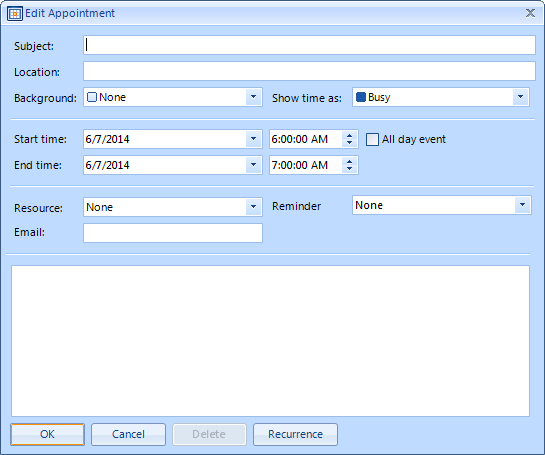 Edit Appointment
Subject:
Location:
Background: None Show time as: Busy
Start time: 6/7/2014 6:00:00 AM All day event
End time: 6/7/2014 7:00:00 AM
Resource: None Reminder None
Email:
OK Cancel Delete Recurrence